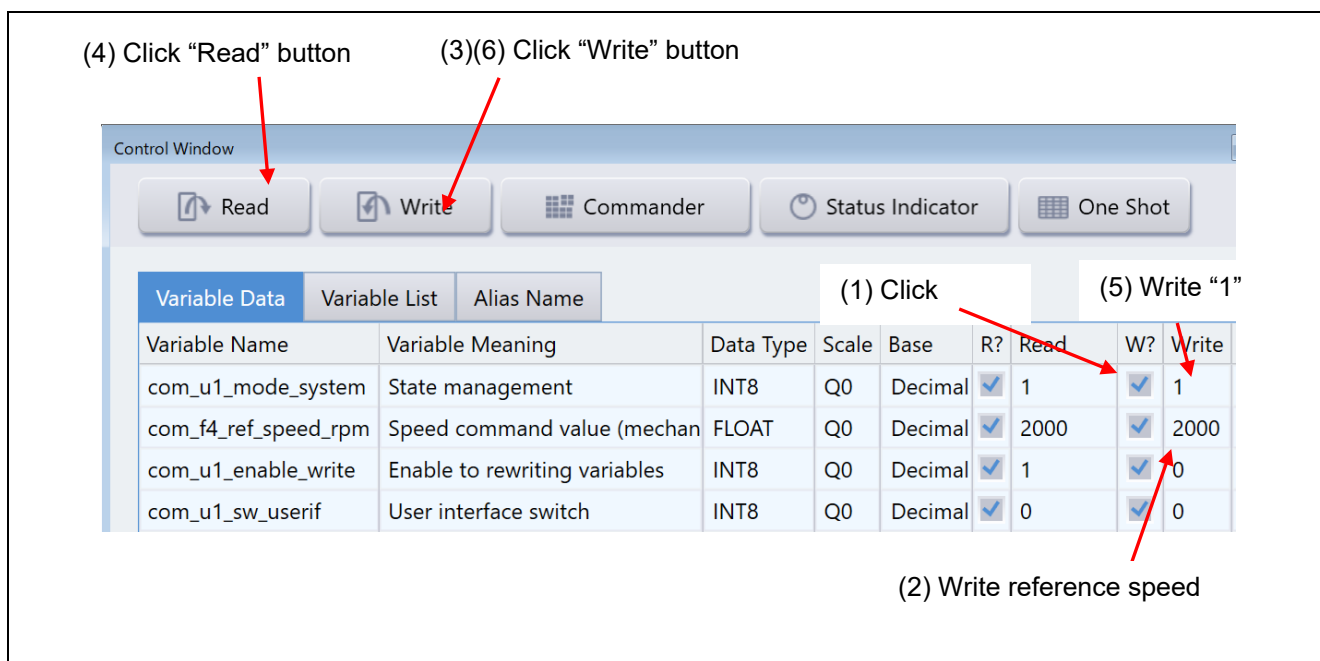 (4) Click “Read” button (3)(6) Click “Write” button
Control Window
Read Write Commander Status Indicator One Shot
(1) Click (5) Write “1”
Variable Data Variable List Alias Name
Variable Name Variable Meaning Data Type Scale Base R? Read W? Write
com_u1_mode_system State management INT8 Q0 Decimal 1 1
com_f4_ref_speed_rpm Speed command value (mechan FLOAT Q0 Decimal 2000 2000
com_u1_enable_write Enable to rewriting variables INT8 Q0 Decimal 1 0
com_u1_sw_userif User interface switch INT8 Q0 Decimal 0 0
(2) Write reference speed